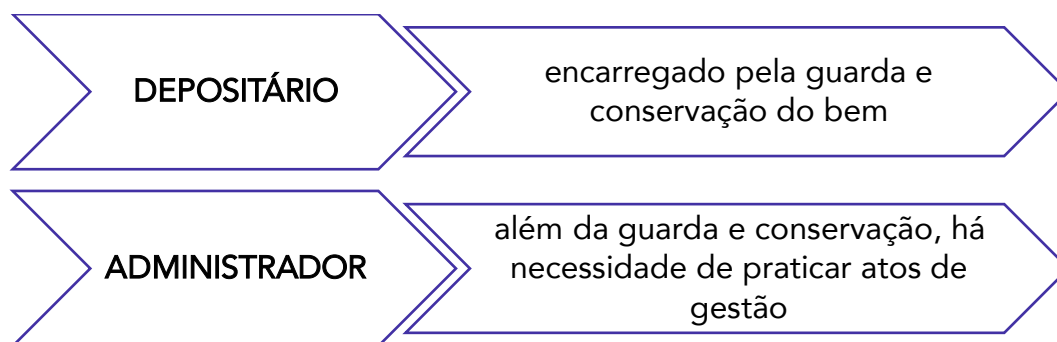 DEPOSITÁRIO
encarregado pela guarda e
conservação do bem
ADMINISTRADOR
além da guarda e conservação, há
necessidade de praticar atos de
gestão